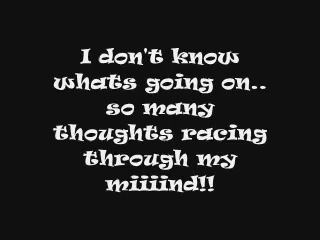 I don't know
whats going on..
so many
thoughts racing
through my
miiiind!!